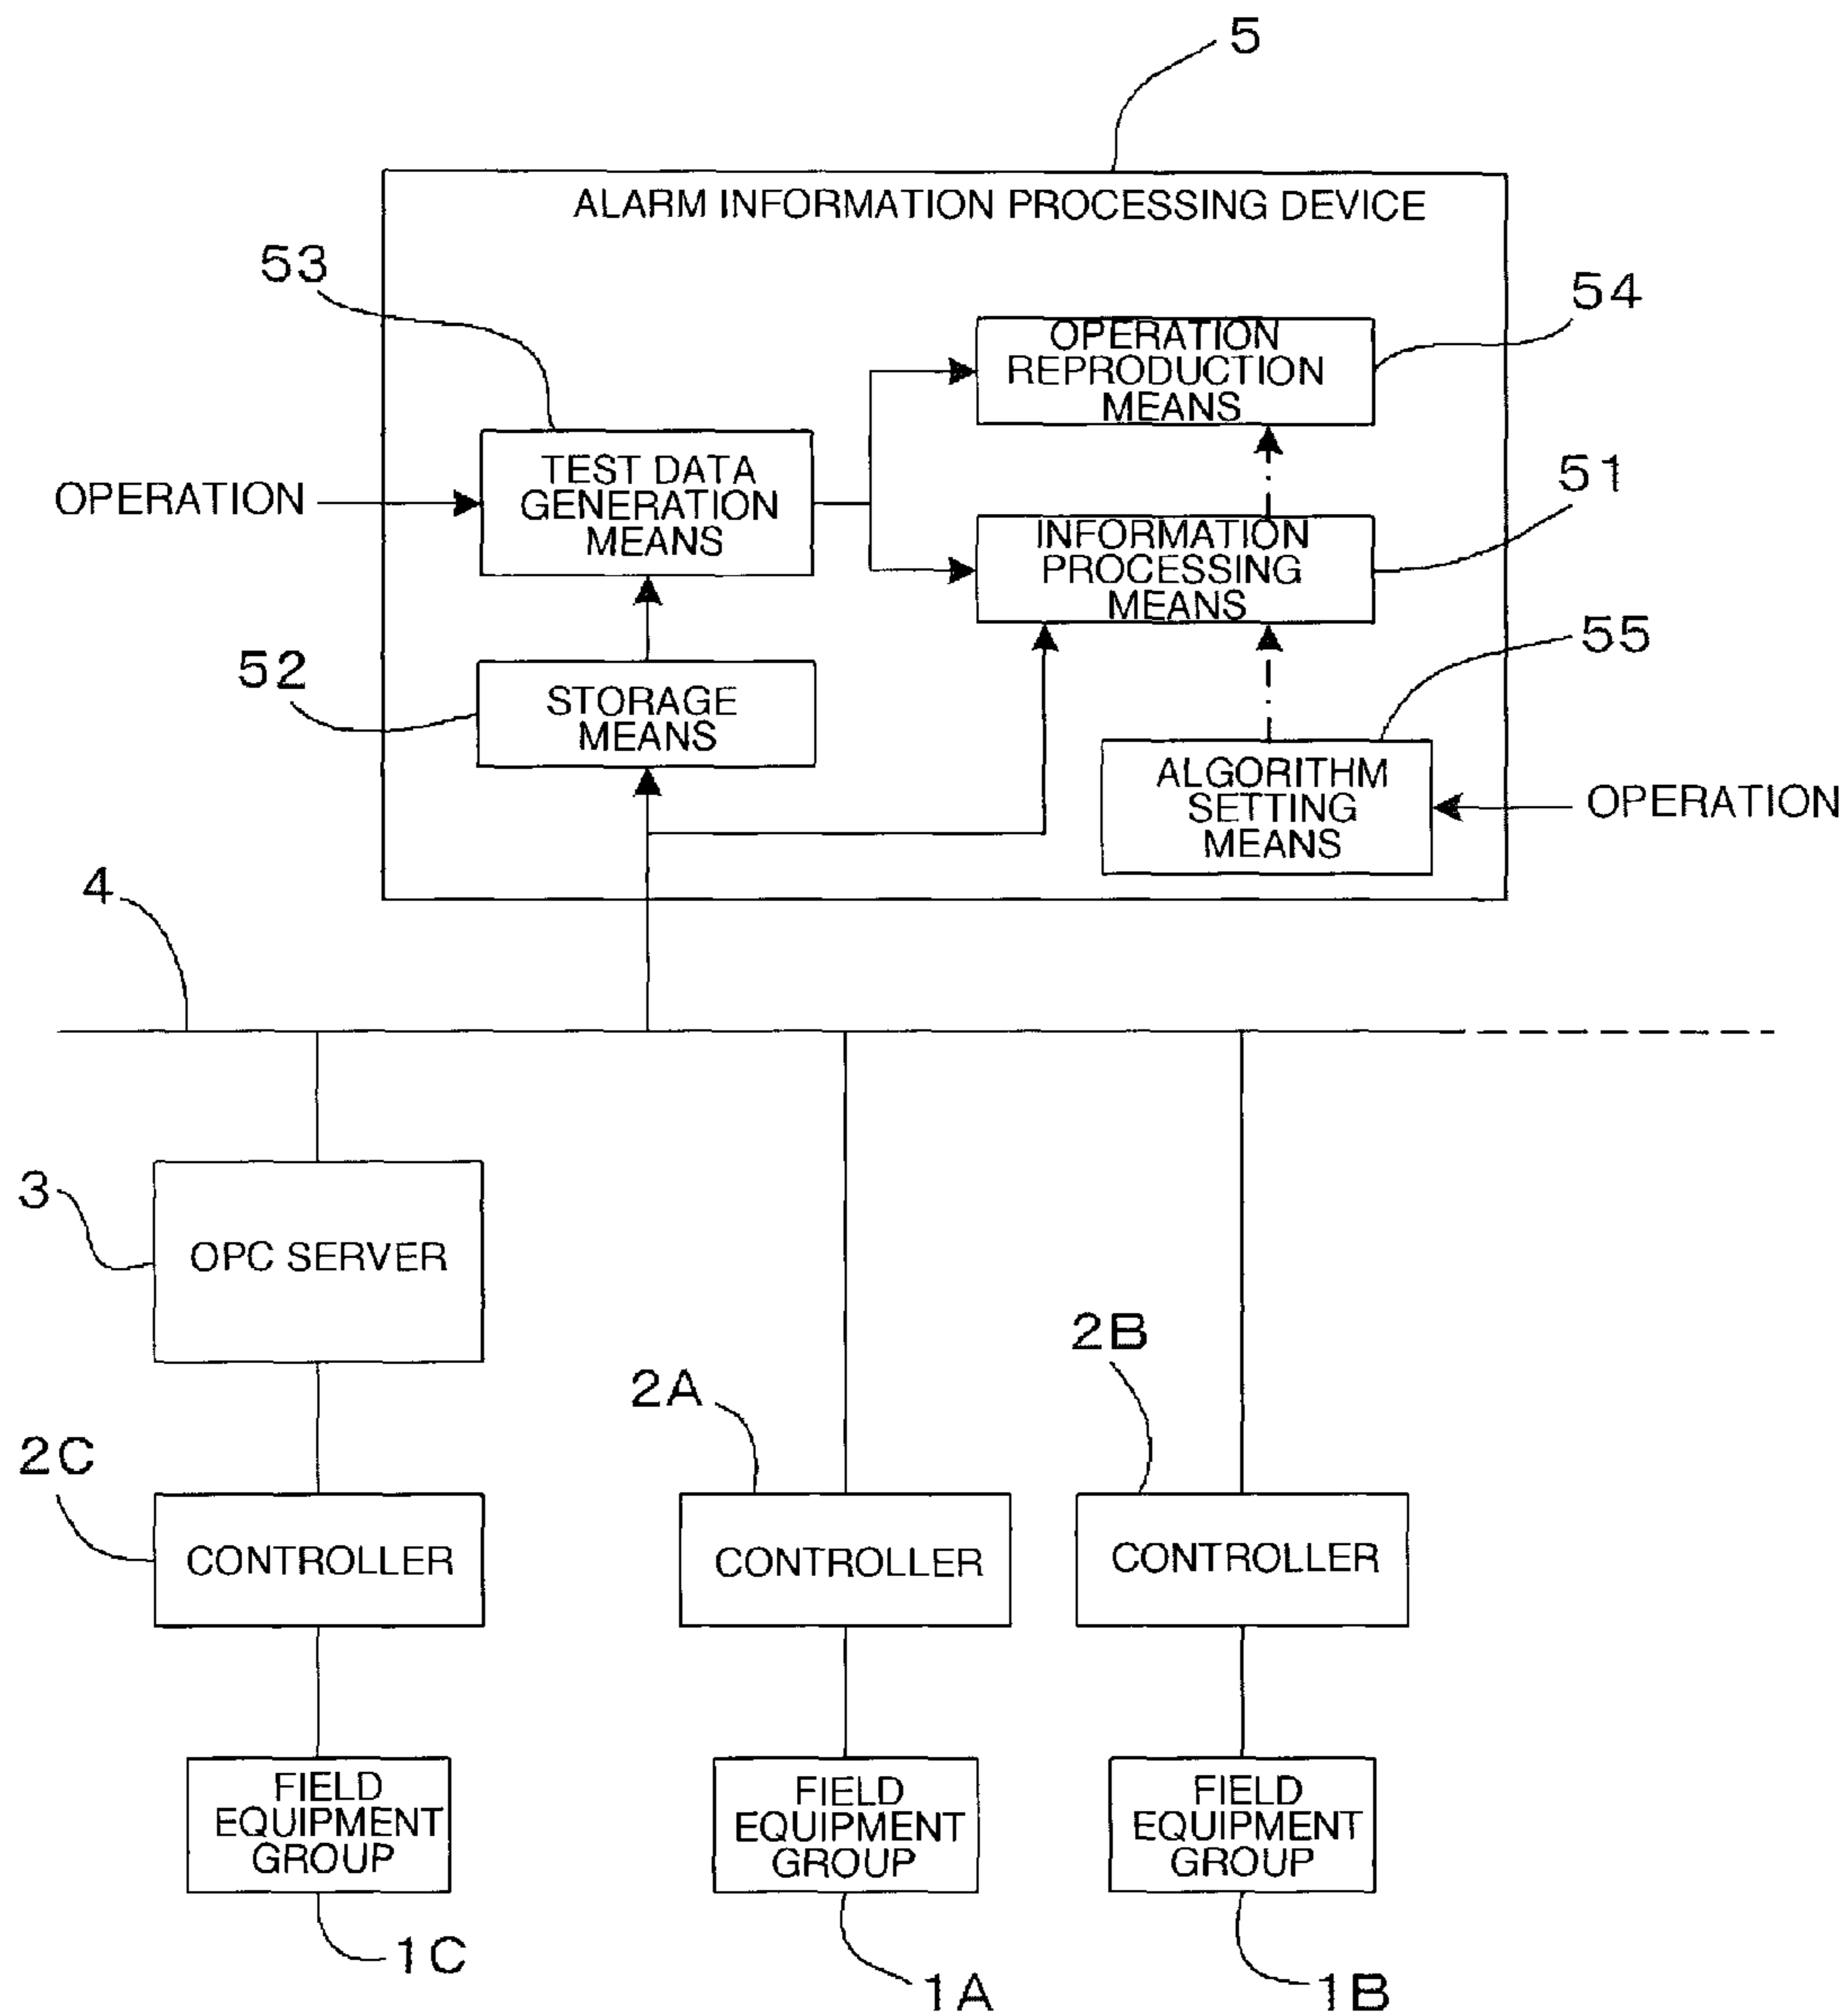 5
ALARM INFORMATION PROCESSING DEVICE
53
54
OPERATION
REPRODUCTION
MEANS
OPERATION
TEST DATA
GENERATION
MEANS
51
INFORMATION
PROCESSING
MEANS
52
STORAGE
MEANS
55
ALGORITHM
SETTING
MEANS
OPERATION
4
3
OPC SERVER
2C
CONTROLLER
2A
CONTROLLER
2B
CONTROLLER
FIELD
EQUIPMENT
GROUP
FIELD
EQUIPMENT
GROUP
FIELD
EQUIPMENT
GROUP
1C
1A
1B